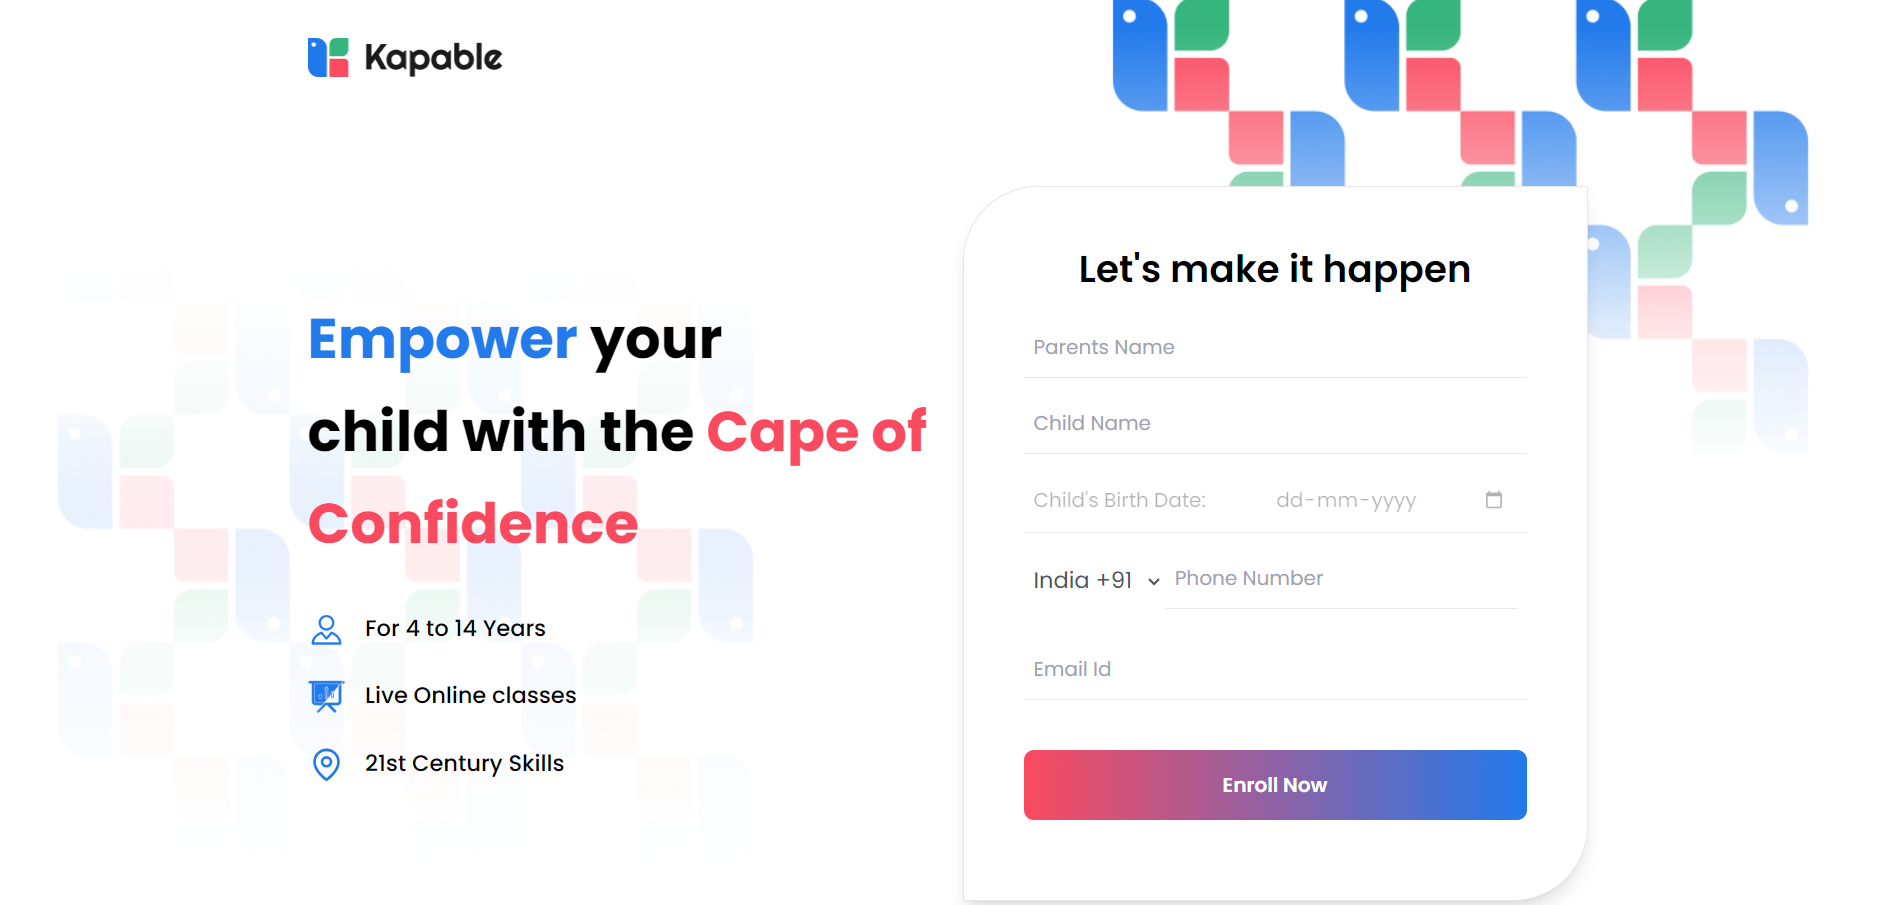 Kapable
Empower your
child with the Cape of
Confidence
For 4 to 14 Years
Live Online classes
21st Century Skills
Let's make it happen
Parents Name
Child Name
Child's Birth Date: dd-mm-yyyy
India +91 Phone Number
Email Id
Enroll Now